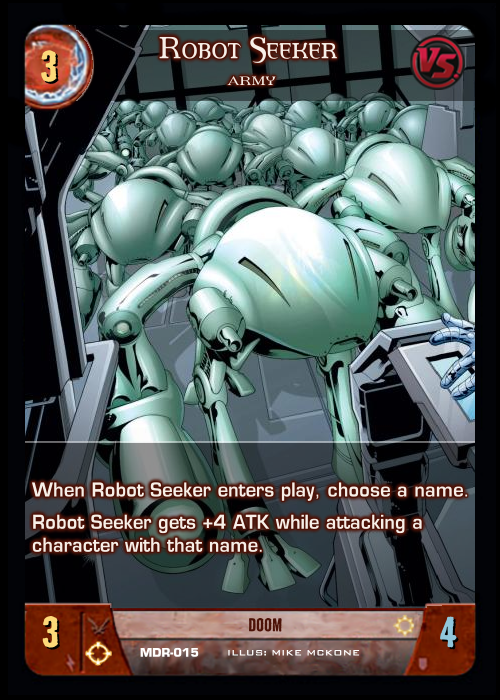 3
ROBOT SEEKER
VS
ARMY
When Robot Seeker enters play, choose a name.
Robot Seeker gets +4 ATK while attacking a
character with that name.
3
DOOM
4
MDR-015 ILLUS: MIKE MCKONE